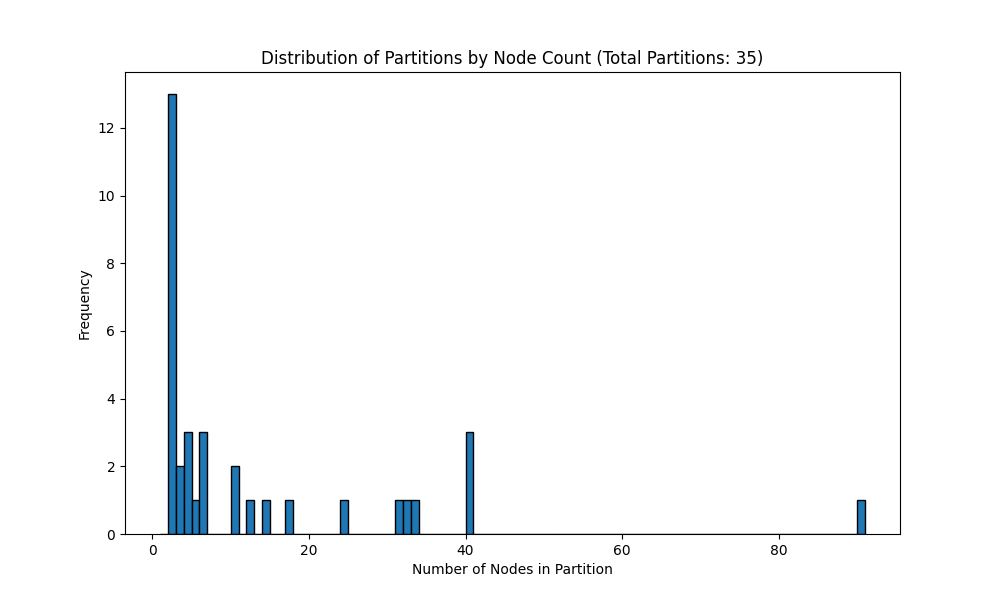 Distribution of Partitions by Node Count (Total Partitions: 35)
12
10
8
6
4
2
0
Frequency
0 20 40 60 80
Number of Nodes in Partition